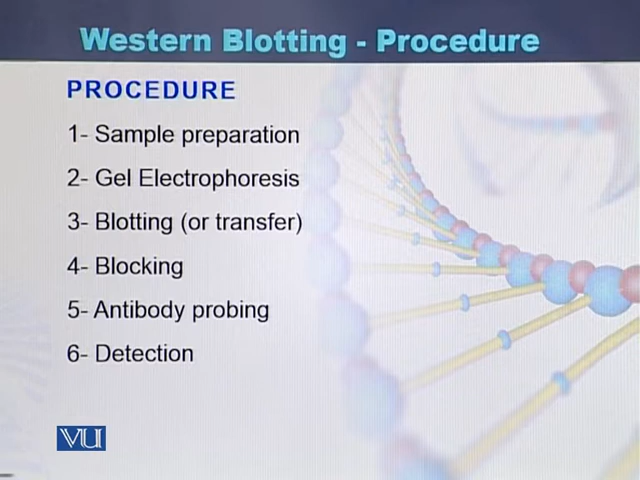 Western Blotting - Procedure
PROCEDURE
1- Sample preparation
2- Gel Electrophoresis
3- Blotting (or transfer)
4- Blocking
5- Antibody probing
6- Detection
VU